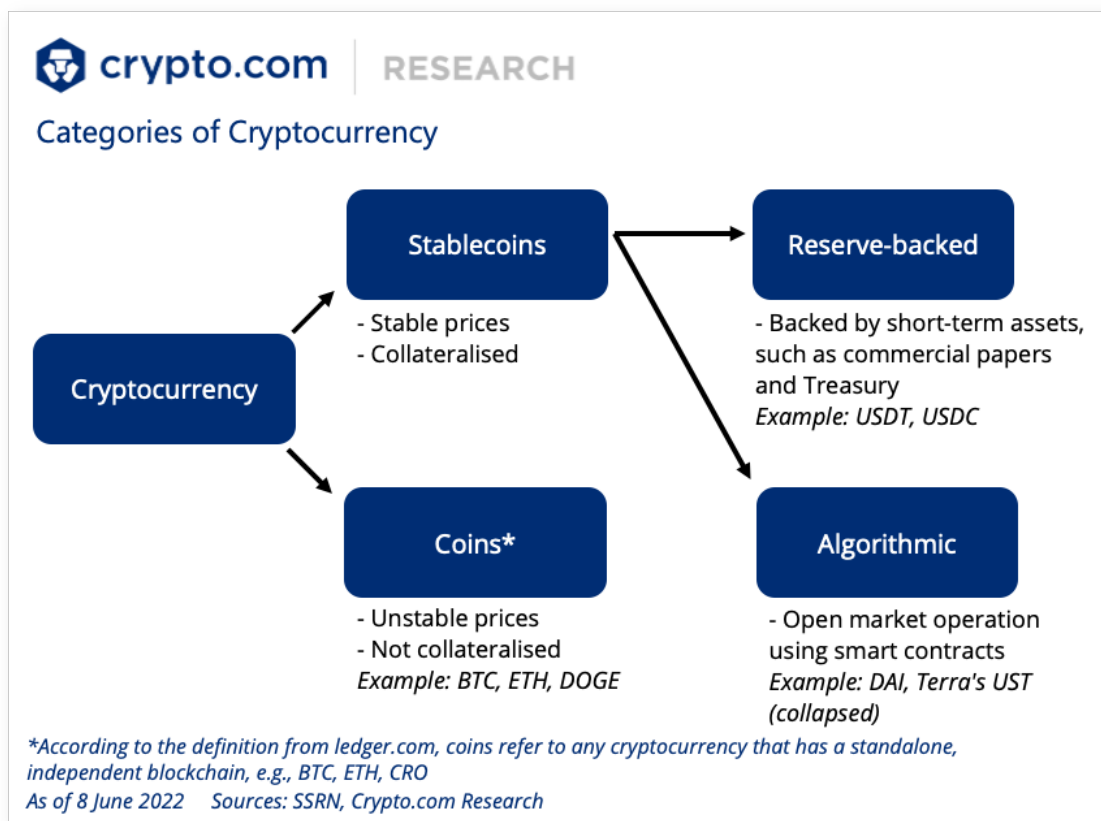 crypto.com
RESEARCH
Categories of Cryptocurrency
Cryptocurrency
Stablecoins
- Stable prices
- Collateralised
Reserve-backed
- Backed by short-term assets,
such as commercial papers
and Treasury
Example: USDT, USDC
Coins*
- Unstable prices
- Not collateralised
Example: BTC, ETH, DOGE
Algorithmic
- Open market operation
using smart contracts
Example: DAI, Terra's UST
(collapsed)
*According to the definition from ledger.com, coins refer to any cryptocurrency that has a standalone,
independent blockchain, e.g., BTC, ETH, CRO
As of 8 June 2022 Sources: SSRN, Crypto.com Research